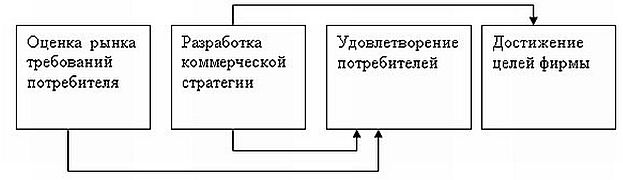 Оценка рынка
требований
потребителя
Разработка
коммерческой
стратегии
Удовлетворение
потребителей
Достижение
целей фирмы